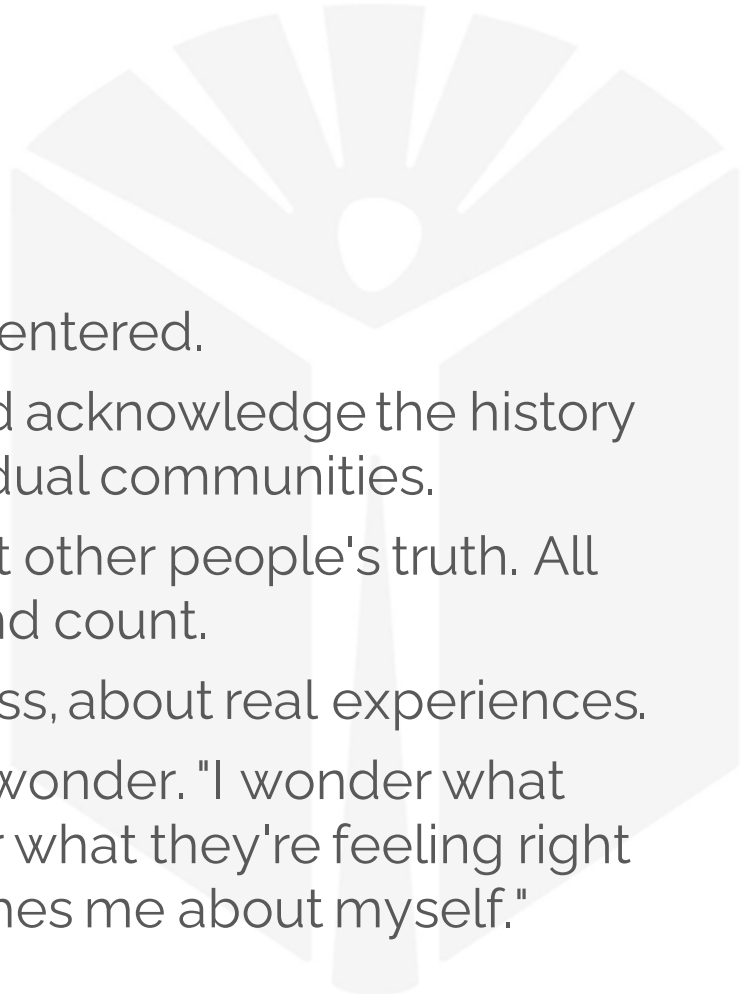 entered.
d acknowledge the history
dual communities.
t other people's truth. All
nd count.
ss, about real experiences.
wonder. "I wonder what
r what they're feeling right
hes me about myself."